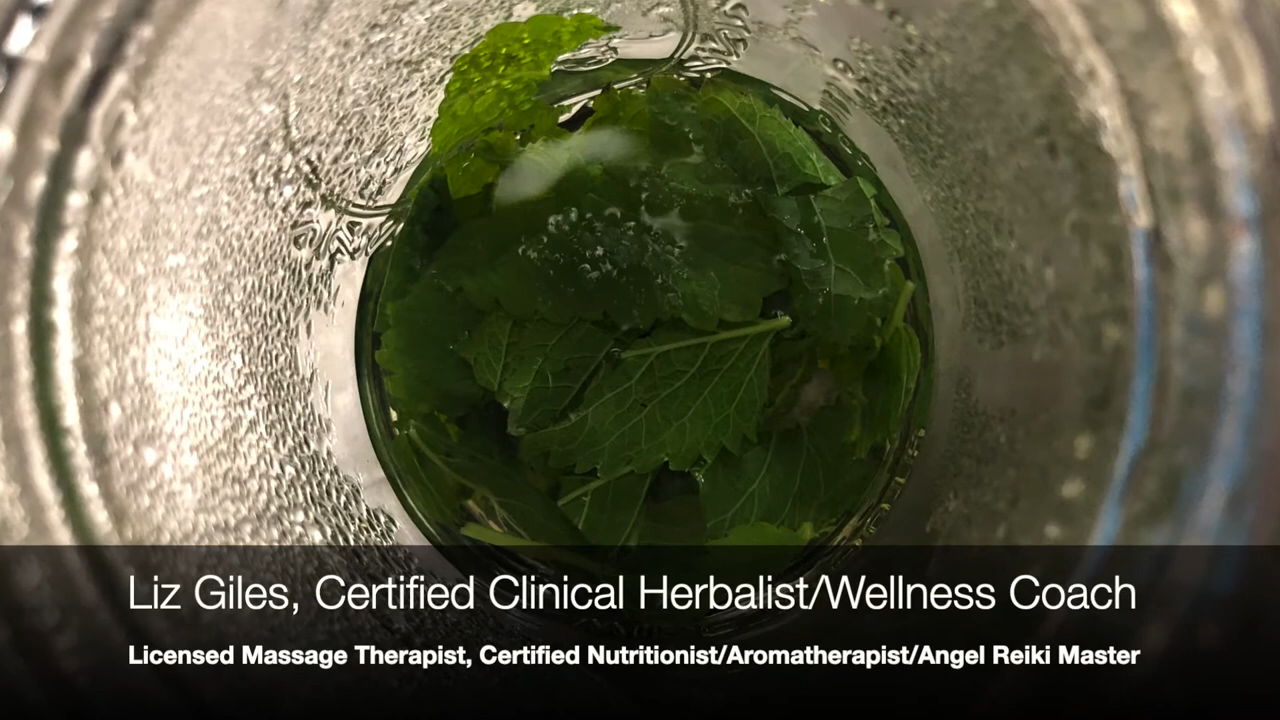 Liz Giles, Certified Clinical Herbalist/Wellness Coach
Licensed Massage Therapist, Certified Nutritionist/Aromatherapist/Angel Reiki Master